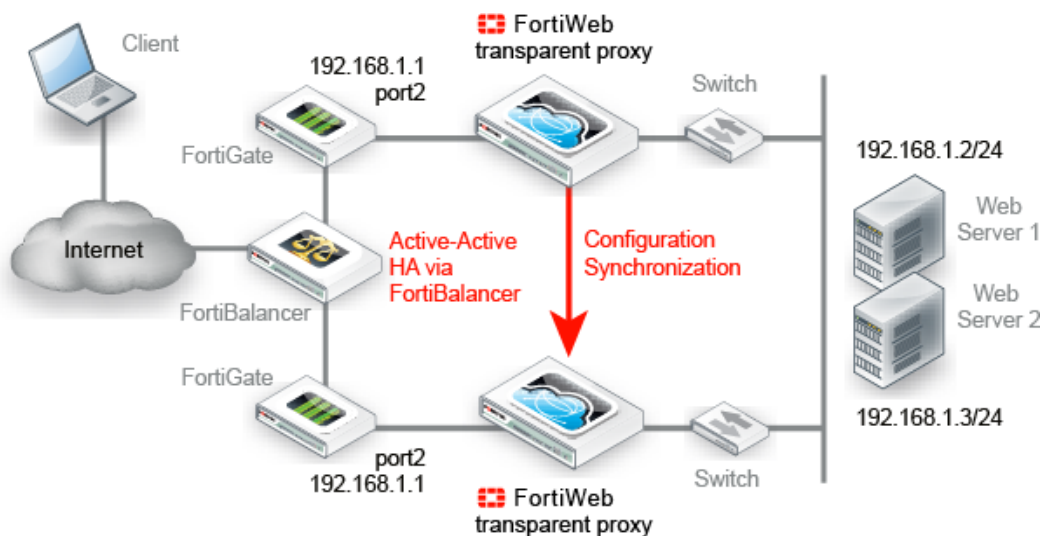 Client
FortiWeb
transparent proxy
192.168.1.1
port2
Switch
FortiGate
192.168.1.2/24
Web
Server 1
Internet
Active-Active
HA via
FortiBalancer
Configuration
Synchronization
FortiBalancer
Web
Server 2
FortiGate
192.168.1.3/24
port2
192.168.1.1
Switch
FortiWeb
transparent proxy